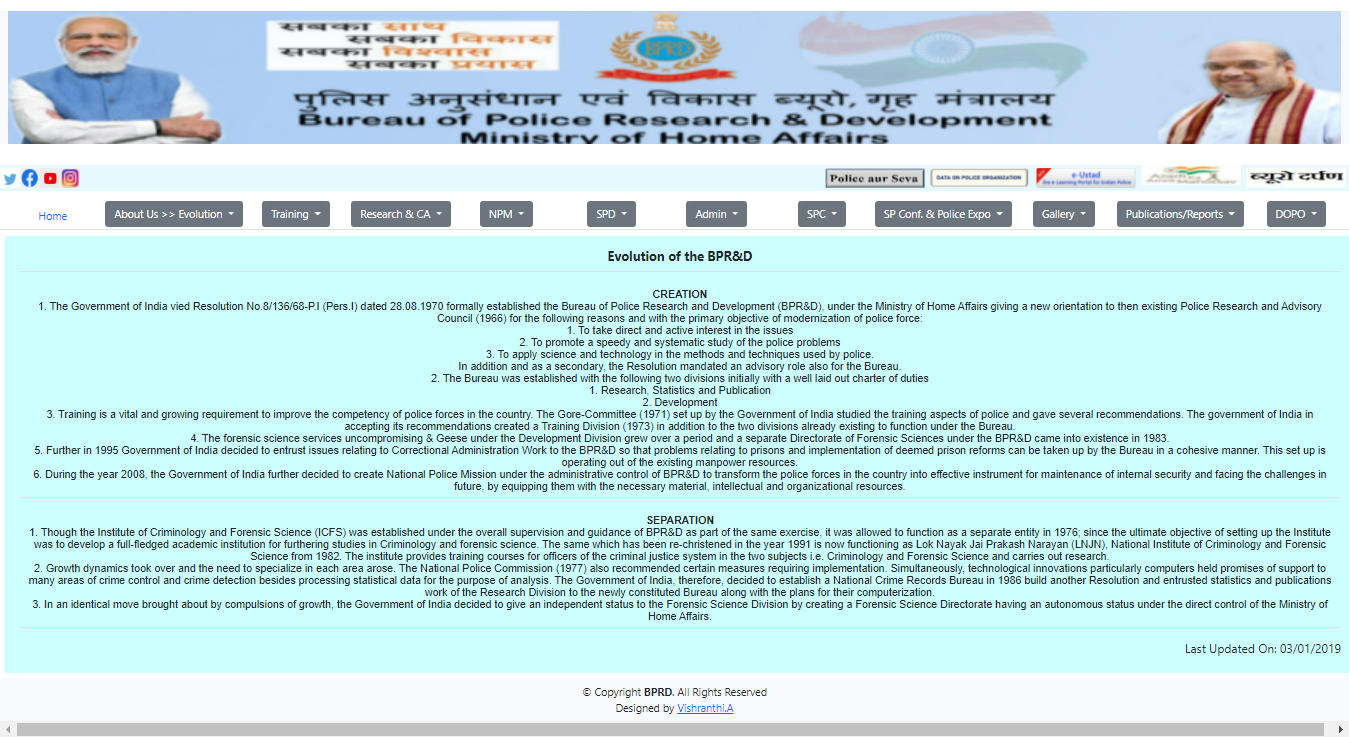 सबका साथ
सबका विकास
सबका विश्वास
सबका प्रयास
BPRD
पुलिस अनुसंधान एवं विकास ब्यूरो, गृह मंत्रालय
Bureau of Police Research & Development
Ministry of Home Affairs
Police aur Seva
DATA ON POLICE ORGANIZATION
e-Ustad
the e Learning Portal for Indian Police
ब्यूरो दर्पण
Home
About Us >> Evolution
Training
Research & CA
NPM
SPD
Admin
SPC
SP Conf. & Police Expo
Gallery
Publications/Reports
DOPO
Evolution of the BPR&D
CREATION
1. The Government of India vied Resolution No.8/136/68-P.I (Pers.I) dated 28.08.1970 formally established the Bureau of Police Research and Development (BPR&D), under the Ministry of Home Affairs giving a new orientation to then existing Police Research and Advisory
Council (1966) for the following reasons and with the primary objective of modernization of police force:
1. To take direct and active interest in the issues
2. To promote a speedy and systematic study of the police problems
3. To apply science and technology in the methods and techniques used by police.
In addition and as a secondary, the Resolution mandated an advisory role also for the Bureau.
2. The Bureau was established with the following two divisions initially with a well laid out charter of duties
1. Research, Statistics and Publication
2. Development
3. Training is a vital and growing requirement to improve the competency of police forces in the country. The Gore-Committee (1971) set up by the Government of India studied the training aspects of police and gave several recommendations. The government of India in
accepting its recommendations created a Training Division (1973) in addition to the two divisions already existing to function under the Bureau.
4. The forensic science services uncompromising & Geese under the Development Division grew over a period and a separate Directorate of Forensic Sciences under the BPR&D came into existence in 1983.
5. Further in 1995 Government of India decided to entrust issues relating to Correctional Administration Work to the BPR&D so that problems relating to prisons and implementation of deemed prison reforms can be taken up by the Bureau in a cohesive manner. This set up is
operating out of the existing manpower resources.
6. During the year 2008, the Government of India further decided to create National Police Mission under the administrative control of BPR&D to transform the police forces in the country into effective instrument for maintenance of internal security and facing the challenges in
future, by equipping them with the necessary material, intellectual and organizational resources.
SEPARATION
1. Though the Institute of Criminology and Forensic Science (ICFS) was established under the overall supervision and guidance of BPR&D as part of the same exercise, it was allowed to function as a separate entity in 1976; since the ultimate objective of setting up the Institute
was to develop a full-fledged academic institution for furthering studies in Criminology and forensic science. The same which has been re-christened in the year 1991 is now functioning as Lok Nayak Jai Prakash Narayan (LNJN), National Institute of Criminology and Forensic
Science from 1982. The institute provides training courses for officers of the criminal justice system in the two subjects i.e. Criminology and Forensic Science and carries out research.
2. Growth dynamics took over and the need to specialize in each area arose. The National Police Commission (1977) also recommended certain measures requiring implementation. Simultaneously, technological innovations particularly computers held promises of support to
many areas of crime control and crime detection besides processing statistical data for the purpose of analysis. The Government of India, therefore, decided to establish a National Crime Records Bureau in 1986 build another Resolution and entrusted statistics and publications
work of the Research Division to the newly constituted Bureau along with the plans for their computerization.
3. In an identical move brought about by compulsions of growth, the Government of India decided to give an independent status to the Forensic Science Division by creating a Forensic Science Directorate having an autonomous status under the direct control of the Ministry of
Home Affairs.
Last Updated On: 03/01/2019
© Copyright BPRD. All Rights Reserved
Designed by Vishranthi.A